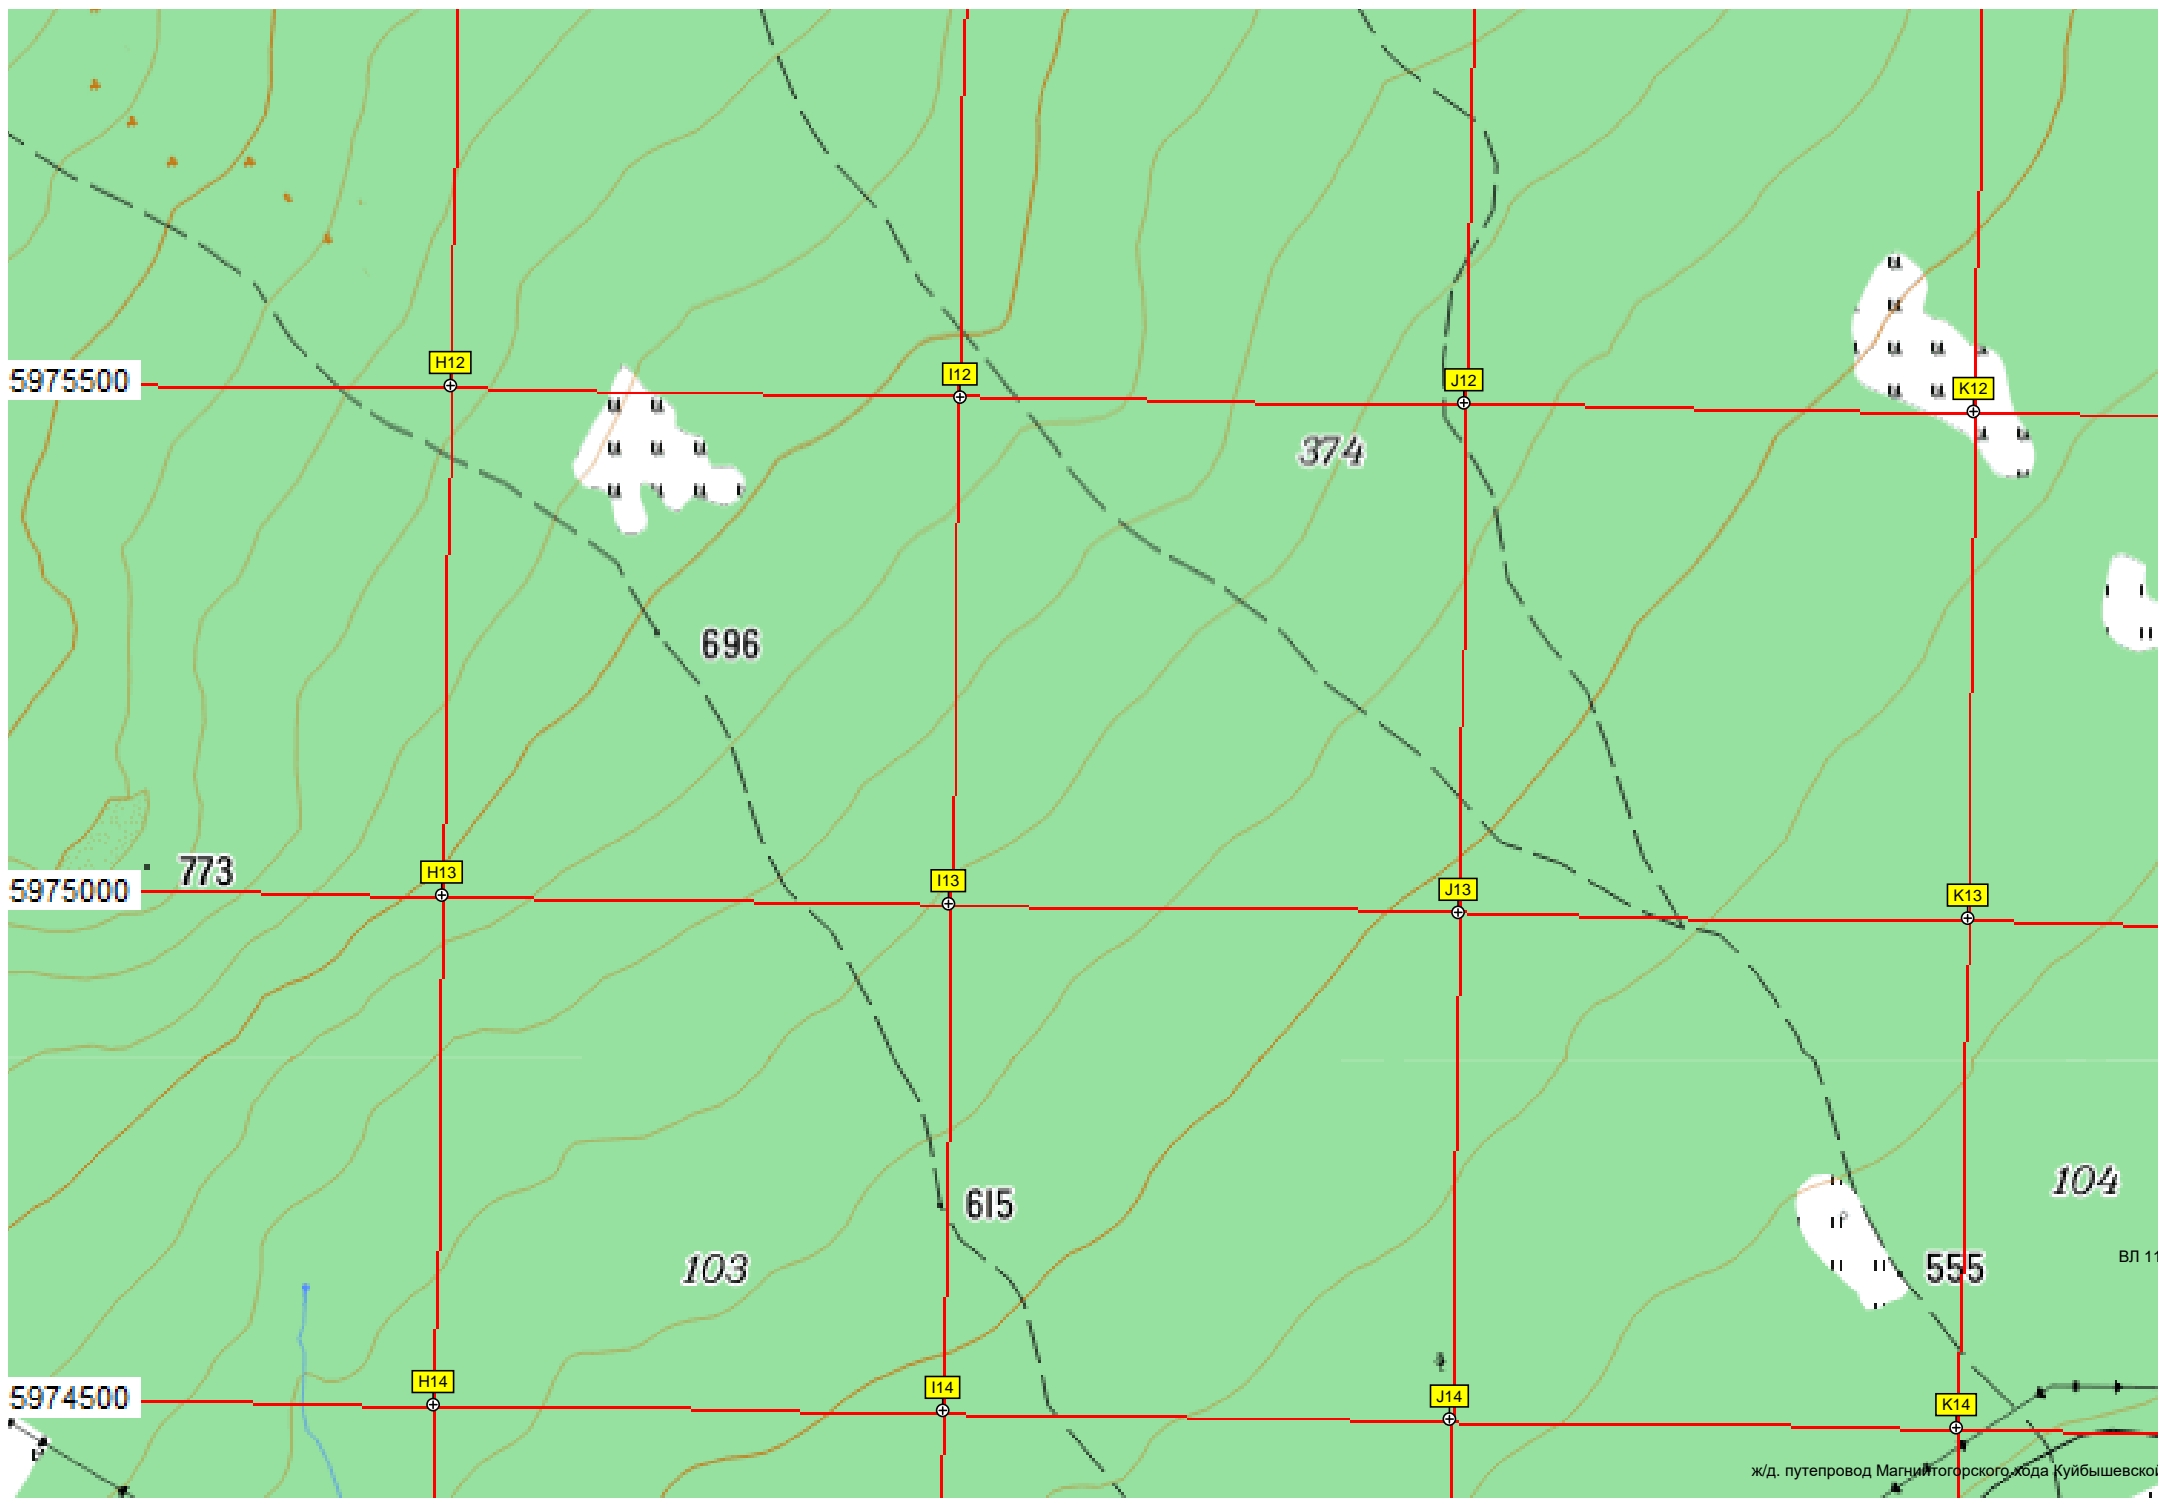 H12
I12
J12
K12
5975500
374
696
773
H13
I13
J13
K13
5975000
615
104
103
555
ВЛ 11
H14
I14
J14
K14
5974500
ж/д. путепровод Магнийтогорского хода Куйбышевской